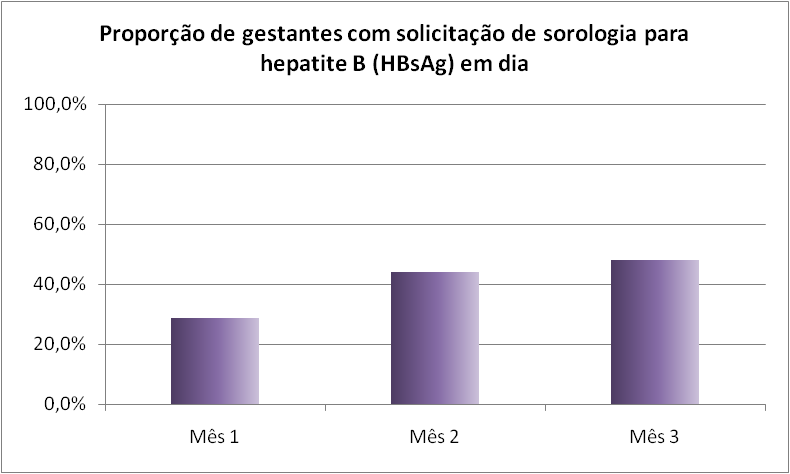 Proporção de gestantes com solicitação de sorologia para
hepatite B (HBsAg) em dia
100,0%
80,0%
60,0%
40,0%
20,0%
0,0%
Mês 1
Mês 2
Mês 3